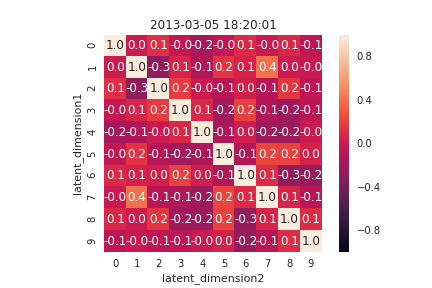 2013-03-05 18:20:01
latent_dimension1
0 1.0 0.0 0.1 -0.0 -0.2 -0.0 0.1 -0.0 0.1 -0.1
1 0.0 1.0 -0.3 0.1 -0.1 0.2 0.1 0.4 0.0 -0.0
2 0.1 -0.3 1.0 0.2 -0.0 -0.1 0.0 -0.1 0.2 -0.1
3 -0.0 0.1 0.2 1.0 0.1 -0.2 0.2 -0.1 -0.2 -0.1
4 -0.2 -0.1 -0.0 0.1 1.0 -0.1 0.0 -0.2 -0.2 -0.0
5 -0.0 0.2 -0.1 -0.2 -0.1 1.0 -0.1 0.2 0.2 0.0
6 0.1 0.1 0.0 0.2 0.0 -0.1 1.0 0.1 -0.3 -0.2
7 -0.0 0.4 -0.1 -0.1 -0.2 0.2 0.1 1.0 0.1 -0.1
8 0.1 0.0 0.2 -0.2 -0.2 0.2 -0.3 0.1 1.0 0.1
9 -0.1 -0.0 -0.1 -0.1 -0.0 0.0 -0.2 -0.1 0.1 1.0
0 1 2 3 4 5 6 7 8 9
latent_dimension2
0.8
0.4
0.0
-0.4
-0.8